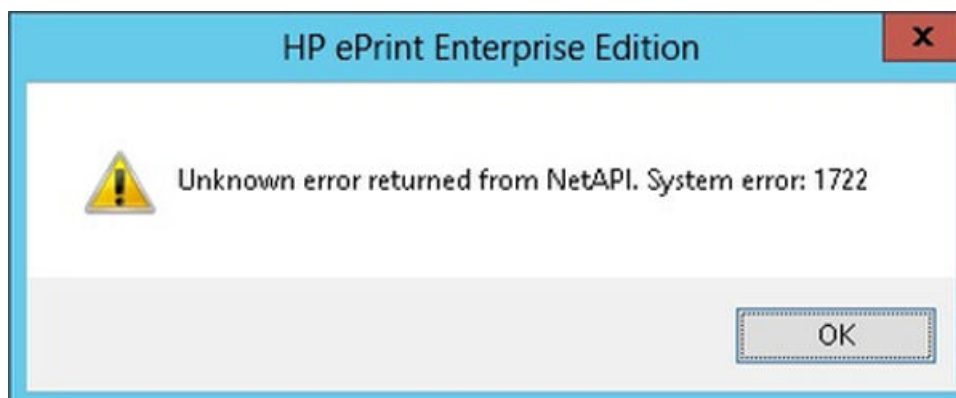 HP ePrint Enterprise Edition
x
Unknown error returned from NetAPI. System error: 1722
OK